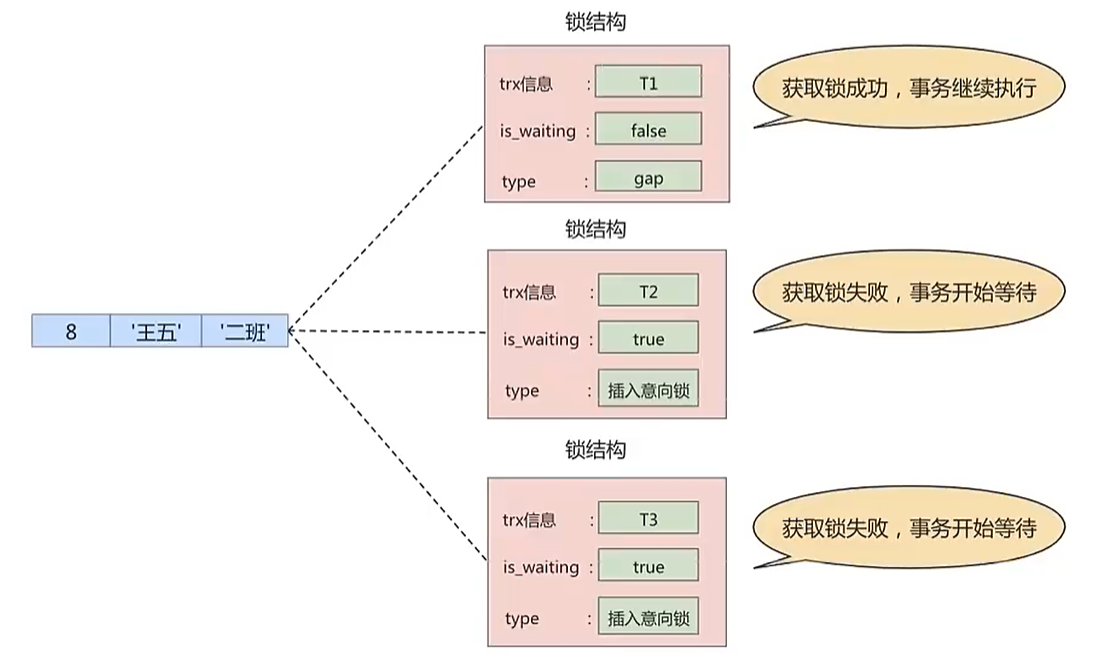 锁结构
trx信息 : T1
is_waiting : false
type : gap
获取锁成功，事务继续执行
锁结构
trx信息 : T2
is_waiting : true
type : 插入意向锁
获取锁失败，事务开始等待
8 '王五' '二班'
锁结构
trx信息 : T3
is_waiting : true
type : 插入意向锁
获取锁失败，事务开始等待